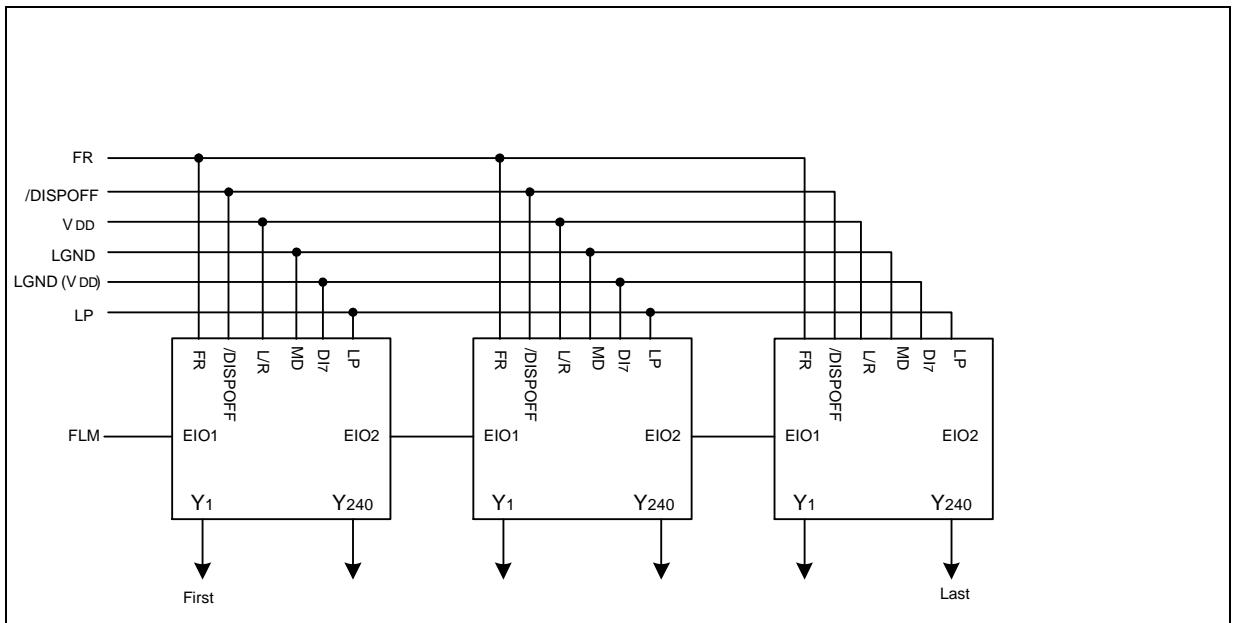 FR
/DISPOFF
VDD
LGND
LGND (VDD)
LP
FR /DISPOFF L/R MD DI7 LP
FR /DISPOFF L/R MD DI7 LP
FR /DISPOFF L/R MD DI7 LP
FLM EIO1 EIO2 EIO1 EIO2 EIO1 EIO2
Y1 Y240 Y1 Y240 Y1 Y240
First Last